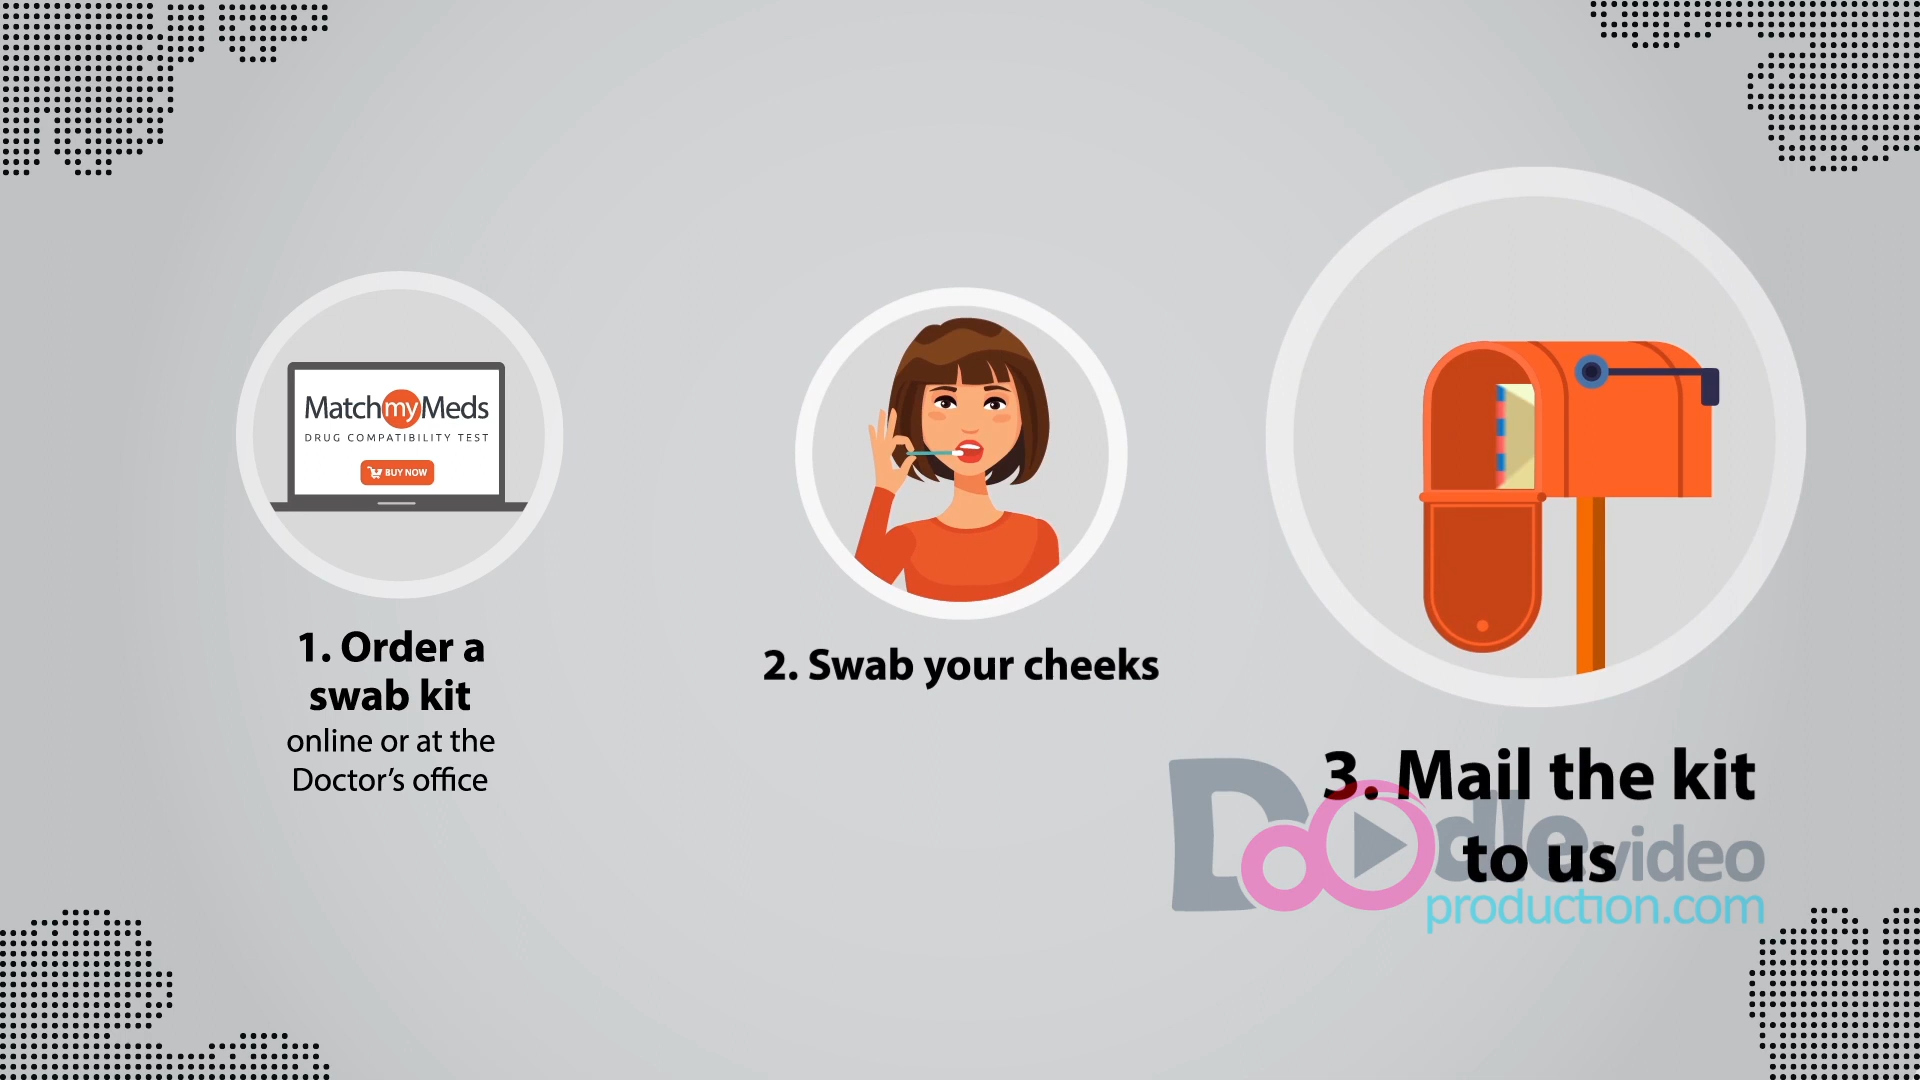 MatchmyMeds
DRUG COMPATIBILITY TEST
BUY NOW
1. Order a
swab kit
online or at the
Doctor's office
2. Swab your cheeks
3. Mail the kit
to us
Doodle video
production.com